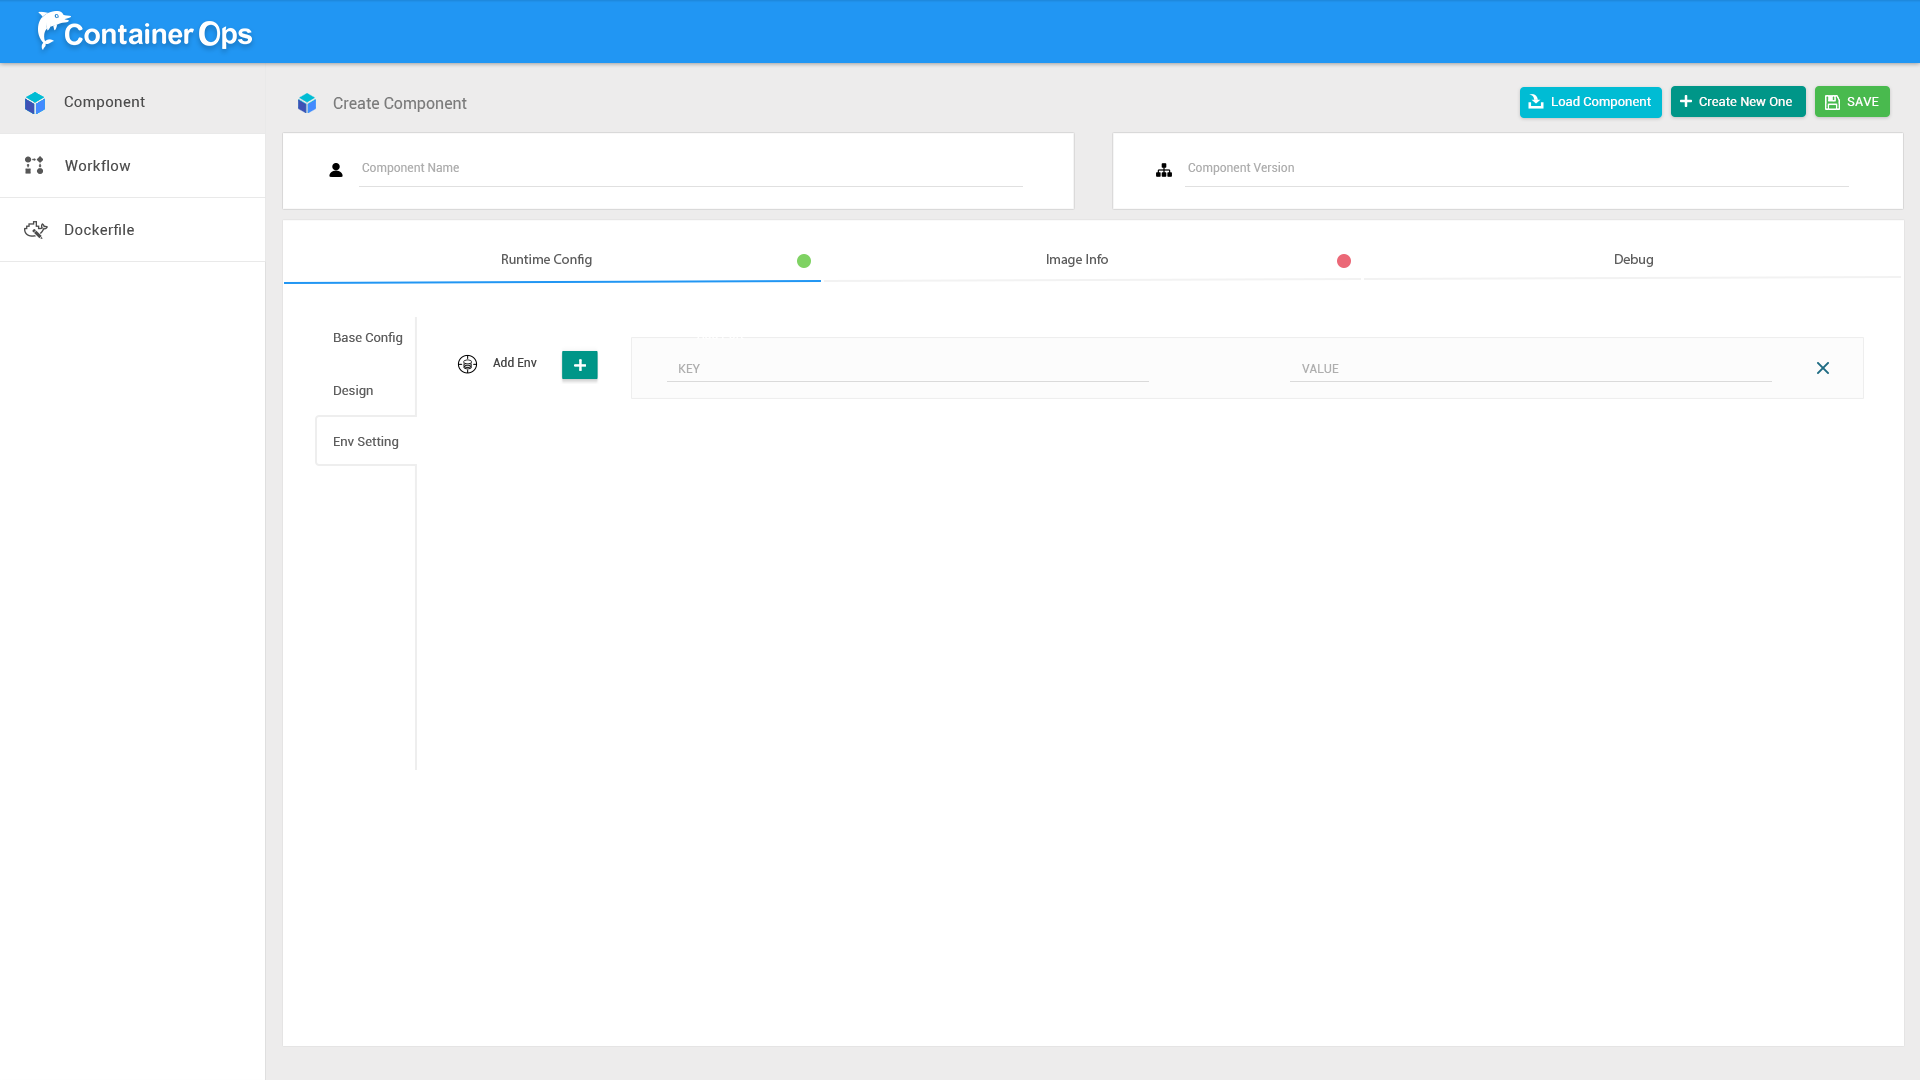 Container Ops
Component
Workflow
Dockerfile
Create Component
Load Component
Create New One
SAVE
Component Name
Component Version
Runtime Config
Image Info
Debug
Base Config
Design
Env Setting
Add Env
KEY
VALUE